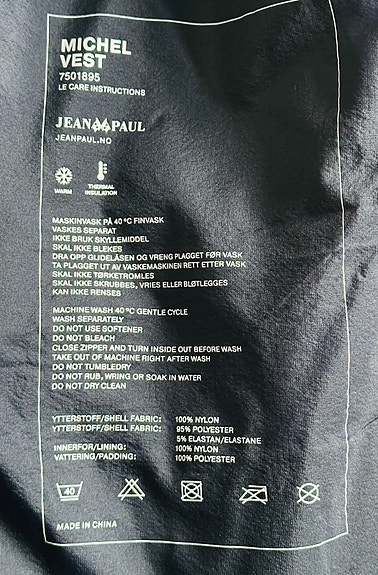 MICHEL
VEST
7501895
LE CARE INSTRUCTIONS
JEAN PAUL
JEANPAUL.NO
WARM
THERMAL
INSULATION
MASKINVASK PÅ 40 °C FINVASK
VASKES SEPARAT
IKKE BRUK SKYLLEMIDDEL
SKAL IKKE BLEKES
DRA OPP GLIDELÅSEN OG VRENG PLAGGET FØR VASK
TA PLAGGET UT AV VASKEMASKINEN RETT ETTER VASK
SKAL IKKE TØRKETROMLES
SKAL IKKE SKRUBBES, VRIES ELLER BLØTLEGGES
KAN IKKE RENSES
MACHINE WASH 40 °C GENTLE CYCLE
WASH SEPARATELY
DO NOT USE SOFTENER
DO NOT BLEACH
CLOSE ZIPPER AND TURN INSIDE OUT BEFORE WASH
TAKE OUT OF MACHINE RIGHT AFTER WASH
DO NOT TUMBLEDRY
DO NOT RUB, WRING OR SOAK IN WATER
DO NOT DRY CLEAN
YTTERSTOFF/SHELL FABRIC: 100% NYLON
YTTERSTOFF/SHELL FABRIC: 95% POLYESTER
5% ELASTAN/ELASTANE
INNERFOR/LINING: 100% NYLON
VATTERING/PADDING: 100% POLYESTER
40
MADE IN CHINA